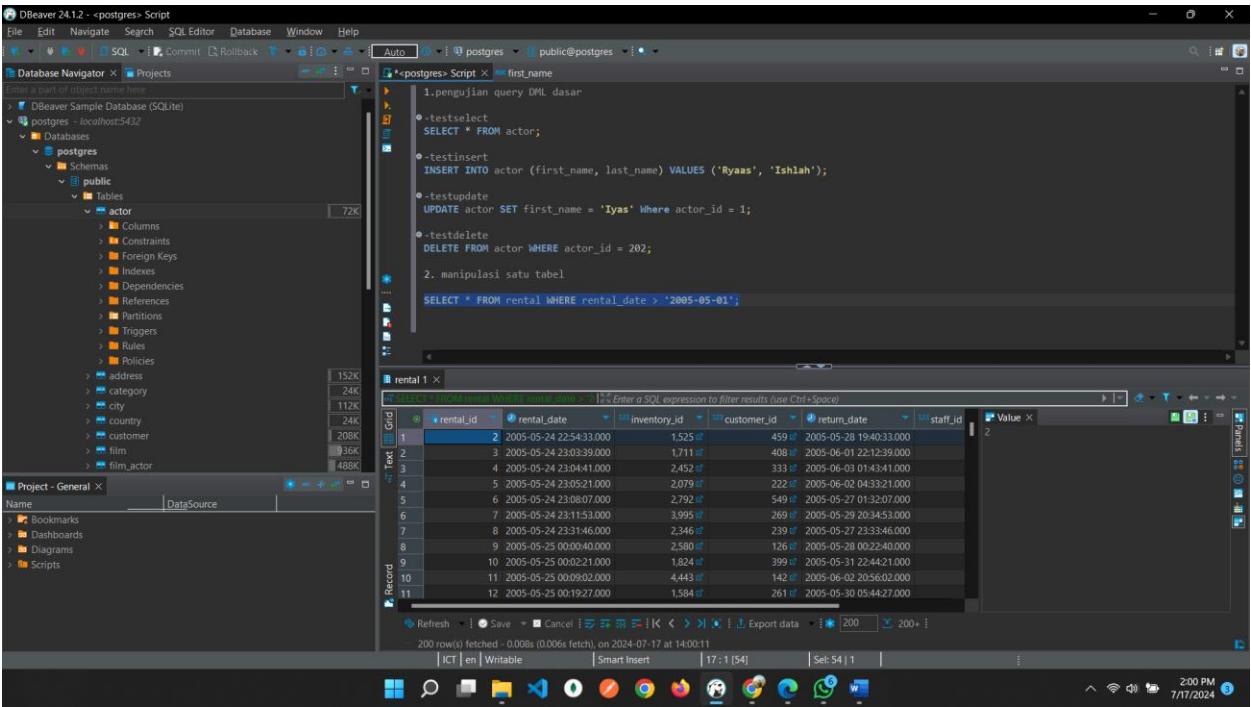 DBeaver 24.1.2 - <postgres> Script
File Edit Navigate Search SQL Editor Database Window Help
SQL Commit Rollback Auto postgres public@postgres
Database Navigator Projects
Enter a part of object name here
DBeaver Sample Database (SQLite)
postgres - localhost:5432
Databases
postgres
Schemas
public
Tables
actor 72K
Columns
Constraints
Foreign Keys
Indexes
Dependencies
References
Partitions
Triggers
Rules
Policies
address 152K
category 24K
city 112K
country 24K
customer 208K
film 936K
film_actor 488K
Project - General
Name DataSource
Bookmarks
Dashboards
Diagrams
Scripts
*<postgres> Script first_name
1.pengujian query DML dasar
-testselect
SELECT * FROM actor;
-testinsert
INSERT INTO actor (first_name, last_name) VALUES ('Ryaas', 'Ishlah');
-testupdate
UPDATE actor SET first_name = 'Iyas' Where actor_id = 1;
-testdelete
DELETE FROM actor WHERE actor_id = 202;
2. manipulasi satu tabel
SELECT * FROM rental WHERE rental_date > '2005-05-01';
rental 1
SELECT * FROM rental WHERE rental_date > '2 Enter a SQL expression to filter results (use Ctrl+Space)
Grid
Text
Record
rental_id rental_date inventory_id customer_id return_date staff_id
1 2 2005-05-24 22:54:33.000 1,525 459 2005-05-28 19:40:33.000
2 3 2005-05-24 23:03:39.000 1,711 408 2005-06-01 22:12:39.000
3 4 2005-05-24 23:04:41.000 2,452 333 2005-06-03 01:43:41.000
4 5 2005-05-24 23:05:21.000 2,079 222 2005-06-02 04:33:21.000
5 6 2005-05-24 23:08:07.000 2,792 549 2005-05-27 01:32:07.000
6 7 2005-05-24 23:11:53.000 3,995 269 2005-05-29 20:34:53.000
7 8 2005-05-24 23:31:46.000 2,346 239 2005-05-27 23:33:46.000
8 9 2005-05-25 00:00:40.000 2,580 126 2005-05-28 00:22:40.000
9 10 2005-05-25 00:02:21.000 1,824 399 2005-05-31 22:44:21.000
10 11 2005-05-25 00:09:02.000 4,443 142 2005-06-02 20:56:02.000
11 12 2005-05-25 00:19:27.000 1,584 261 2005-05-30 05:44:27.000
Value
2
Panels
Refresh Save Cancel Export data 200 200+
200 row(s) fetched - 0.008s (0.006s fetch), on 2024-07-17 at 14:00:11
ICT en Writable Smart Insert 17 : 1 [54] Sel: 54 | 1
6
2:00 PM
7/17/2024
3